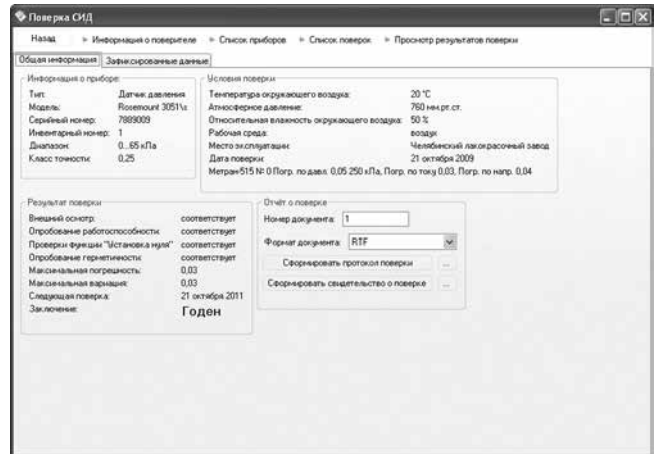 Поверка СИД
Назад
Информация о поверителе
Список приборов
Список поверок
Просмотр результатов поверки
Общая информация
Зафиксированные данные
Информация о приборе:
Тип: Датчик давления
Модель: Rosemount 3051\s
Серийный номер: 7889009
Инвентарный номер: 1
Диапазон: 0...65 кПа
Класс точности: 0,25
Условия поверки
Температура окружающего воздуха: 20 °C
Атмосферное давление: 760 мм.рт.ст.
Относительная влажность окружающего воздуха: 50 %
Рабочая среда: воздух
Место эксплуатации: Челябинский лакокрасочный завод
Дата поверки: 21 октября 2009
Метран-515 № 0 Погр. по давл. 0,05 250 кПа, Погр. по току 0,03, Погр. по напр. 0,04
Результат поверки
Внешний осмотр: соответствует
Опробование работоспособности: соответствует
Проверки функции "Установка нуля" соответствует
Опробование герметичности: соответствует
Максимальная погрешность: 0,03
Максимальная вариация: 0,03
Следующая поверка: 21 октября 2011
Заключение: Годен
Отчёт о поверке
Номер документа: 1
Формат документа: RTF
Сформировать протокол поверки ...
Сформировать свидетельство о поверке ...